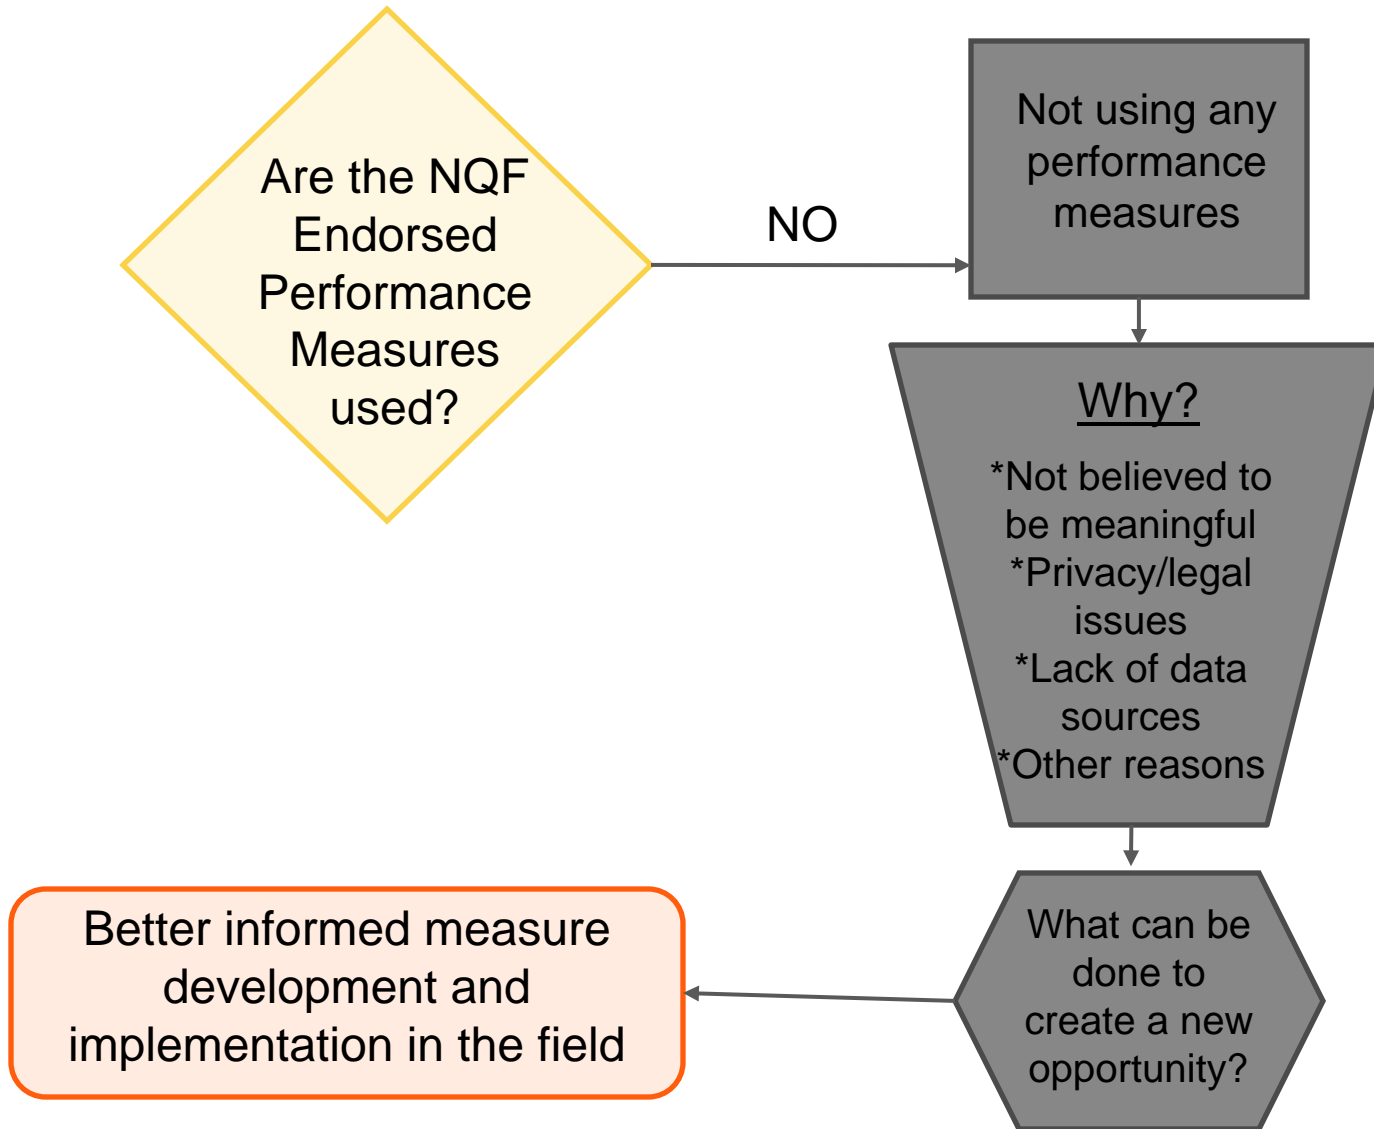 Are the NQF
Endorsed
Performance
Measures
used?
NO
Not using any
performance
measures
Why?
*Not believed to
be meaningful
*Privacy/legal
issues
*Lack of data
sources
*Other reasons
What can be
done to
create a new
opportunity?
Better informed measure
development and
implementation in the field